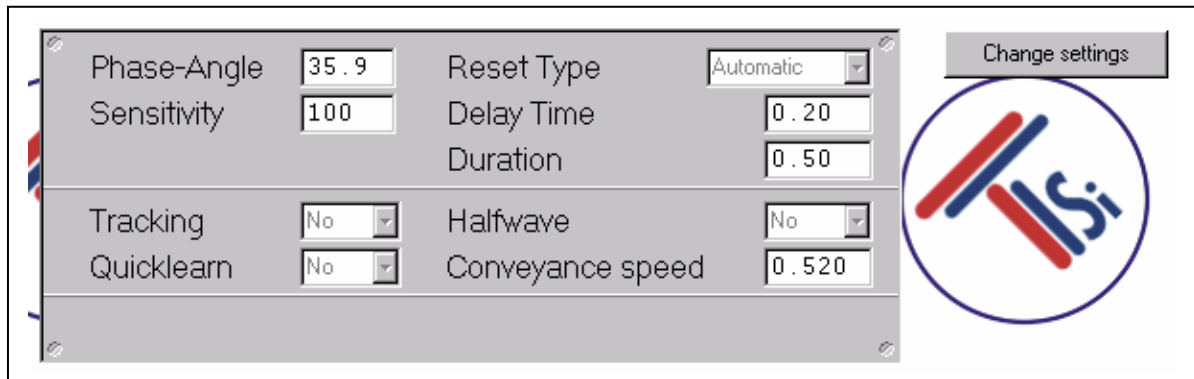 Phase-Angle 35.9 Reset Type Automatic Change settings
Sensitivity 100 Delay Time 0.20
Duration 0.50
Tracking No Halfwave No
Quicklearn No Conveyance speed 0.520
TTSi